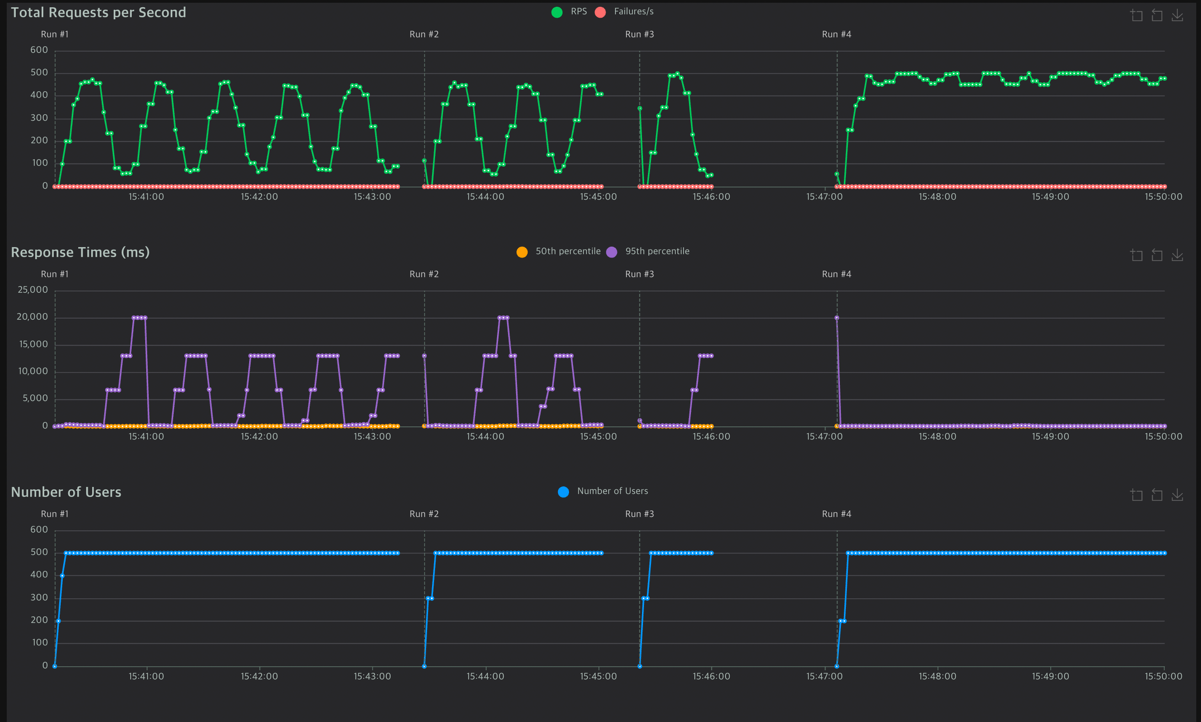 Total Requests per Second
RPS Failures/s
Run #1 Run #2 Run #3 Run #4
600
500
400
300
200
100
0
15:41:00 15:42:00 15:43:00 15:44:00 15:45:00 15:46:00 15:47:00 15:48:00 15:49:00 15:50:00
Response Times (ms)
50th percentile 95th percentile
Run #1 Run #2 Run #3 Run #4
25,000
20,000
15,000
10,000
5,000
0
15:41:00 15:42:00 15:43:00 15:44:00 15:45:00 15:46:00 15:47:00 15:48:00 15:49:00 15:50:00
Number of Users
Number of Users
Run #1 Run #2 Run #3 Run #4
600
500
400
300
200
100
0
15:41:00 15:42:00 15:43:00 15:44:00 15:45:00 15:46:00 15:47:00 15:48:00 15:49:00 15:50:00